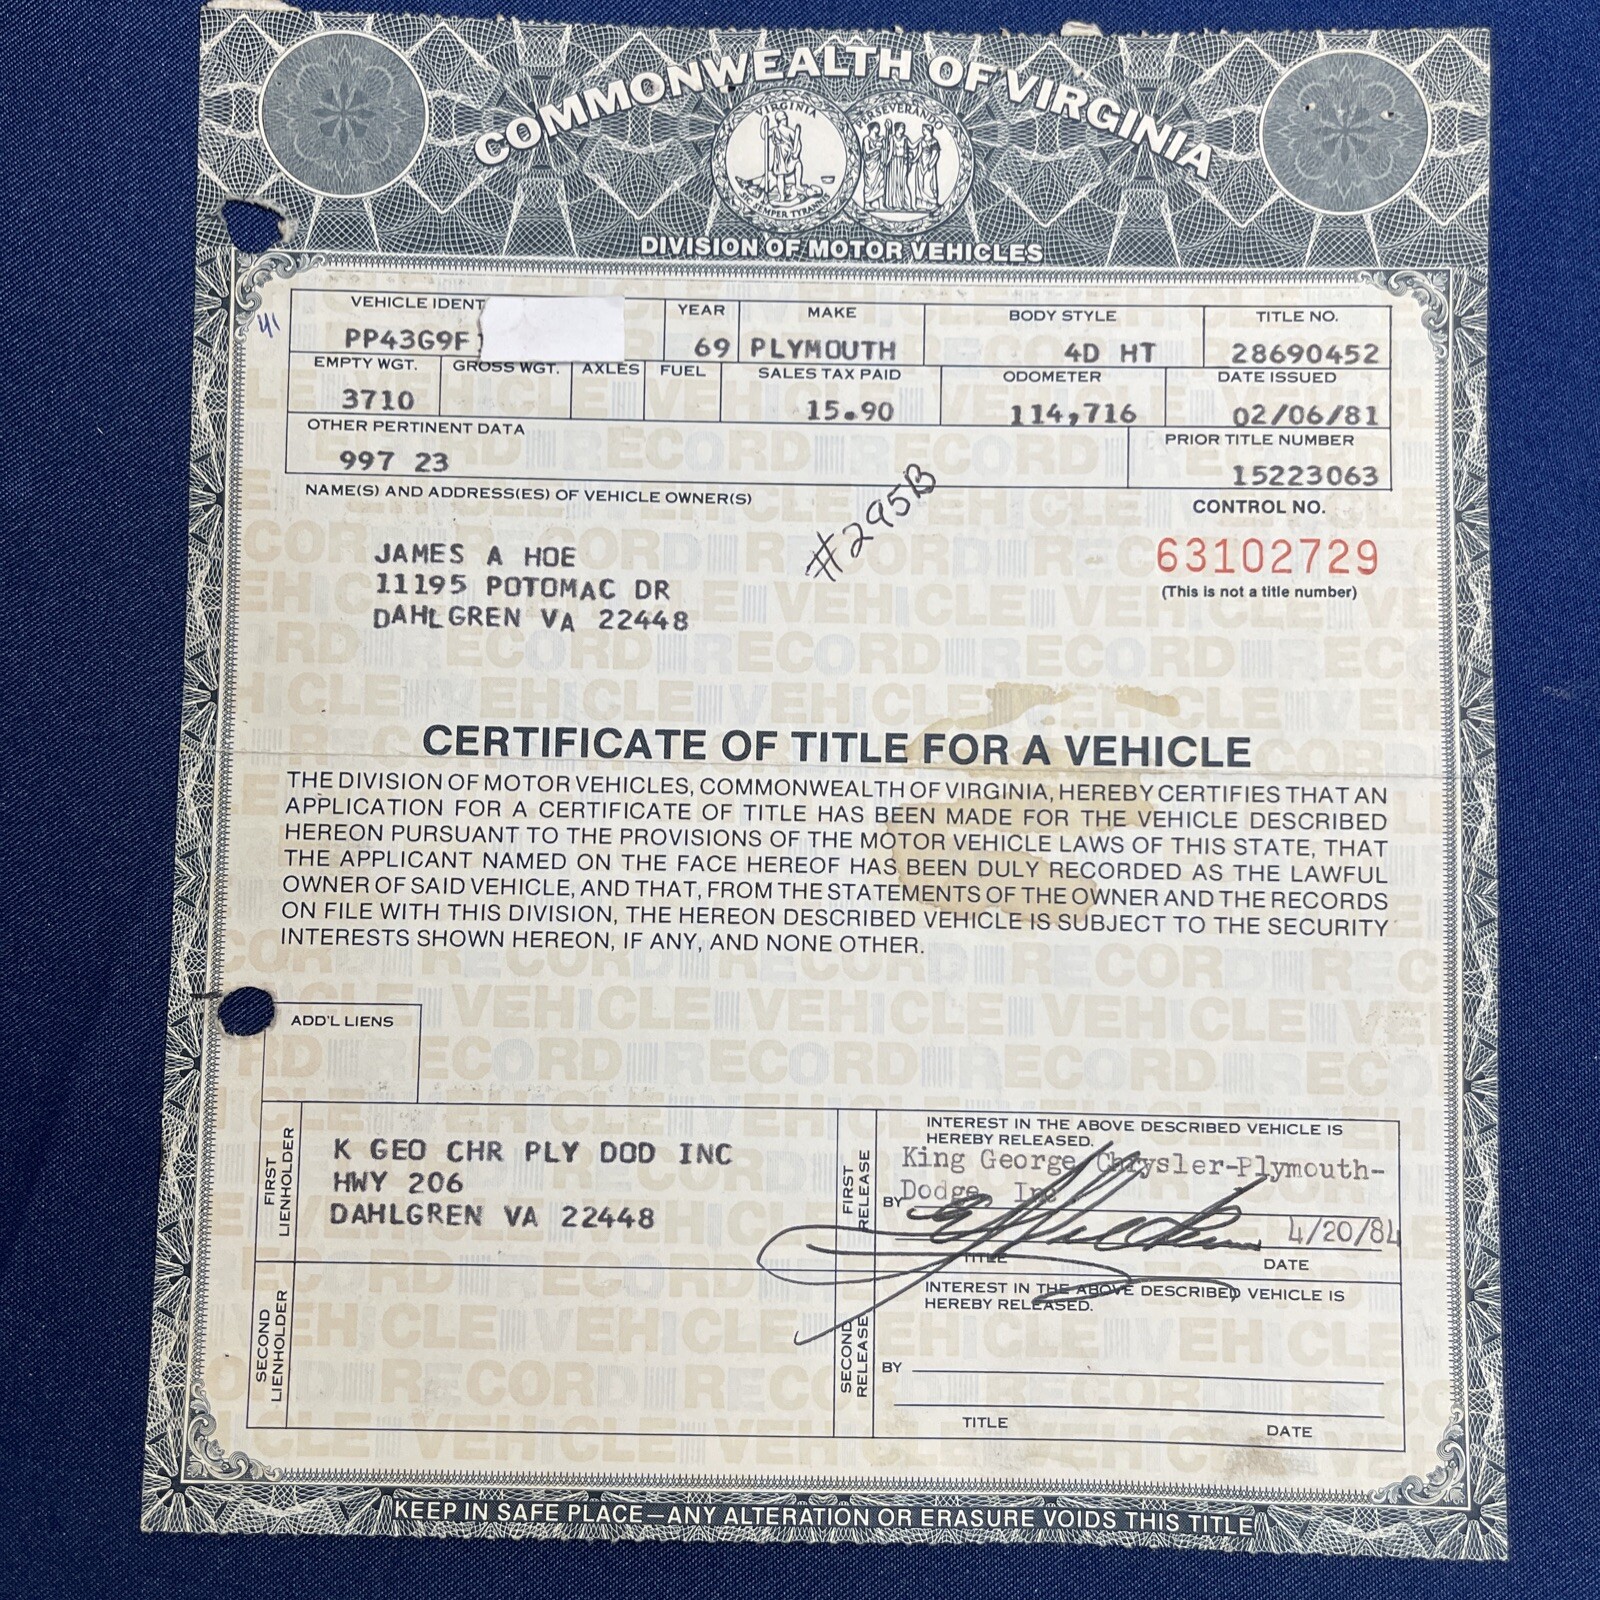 COMMONWEALTH OF VIRGINIA
VIRGINIA
PERSEVERANDO
SIC SEMPER TYRANNIS
DIVISION OF MOTOR VEHICLES
41
VEHICLE IDENT YEAR MAKE BODY STYLE TITLE NO.
PP43G9F 69 PLYMOUTH 4D HT 28690452
EMPTY WGT. GROSS WGT. AXLES FUEL SALES TAX PAID ODOMETER DATE ISSUED
3710 15.90 114,716 02/06/81
OTHER PERTINENT DATA PRIOR TITLE NUMBER
997 23 15223063
NAME(S) AND ADDRESS(ES) OF VEHICLE OWNER(S) CONTROL NO.
#295B
JAMES A HOE 63102729
11195 POTOMAC DR (This is not a title number)
DAHLGREN VA 22448
CERTIFICATE OF TITLE FOR A VEHICLE
THE DIVISION OF MOTOR VEHICLES, COMMONWEALTH OF VIRGINIA, HEREBY CERTIFIES THAT AN
APPLICATION FOR A CERTIFICATE OF TITLE HAS BEEN MADE FOR THE VEHICLE DESCRIBED
HEREON PURSUANT TO THE PROVISIONS OF THE MOTOR VEHICLE LAWS OF THIS STATE, THAT
THE APPLICANT NAMED ON THE FACE HEREOF HAS BEEN DULY RECORDED AS THE LAWFUL
OWNER OF SAID VEHICLE, AND THAT, FROM THE STATEMENTS OF THE OWNER AND THE RECORDS
ON FILE WITH THIS DIVISION, THE HEREON DESCRIBED VEHICLE IS SUBJECT TO THE SECURITY
INTERESTS SHOWN HEREON, IF ANY, AND NONE OTHER.
ADD'L LIENS
FIRST LIENHOLDER
K GEO CHR PLY DOD INC
HWY 206
DAHLGREN VA 22448
FIRST RELEASE
INTEREST IN THE ABOVE DESCRIBED VEHICLE IS
HEREBY RELEASED.
King George Chrysler-Plymouth-
Dodge, Inc
BY
4/20/84
TITLE DATE
SECOND LIENHOLDER
SECOND RELEASE
INTEREST IN THE ABOVE DESCRIBED VEHICLE IS
HEREBY RELEASED.
BY
TITLE DATE
KEEP IN SAFE PLACE—ANY ALTERATION OR ERASURE VOIDS THIS TITLE